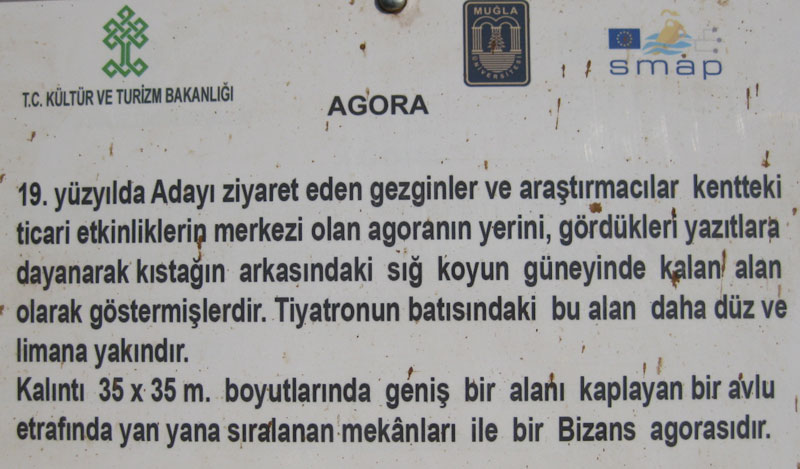 MUĞLA
ÜNİVERSİTESİ
smap
T.C. KÜLTÜR VE TURİZM BAKANLIĞI
AGORA
19. yüzyılda Adayı ziyaret eden gezginler ve araştırmacılar kentteki
ticari etkinliklerin merkezi olan agoranın yerini, gördükleri yazıtlara
dayanarak kıstağın arkasındaki sığ koyun güneyinde kalan alan
olarak göstermişlerdir. Tiyatronun batısındaki bu alan daha düz ve
limana yakındır.
Kalıntı 35 x 35 m. boyutlarında geniş bir alanı kaplayan bir avlu
etrafında yan yana sıralanan mekânları ile bir Bizans agorasıdır.